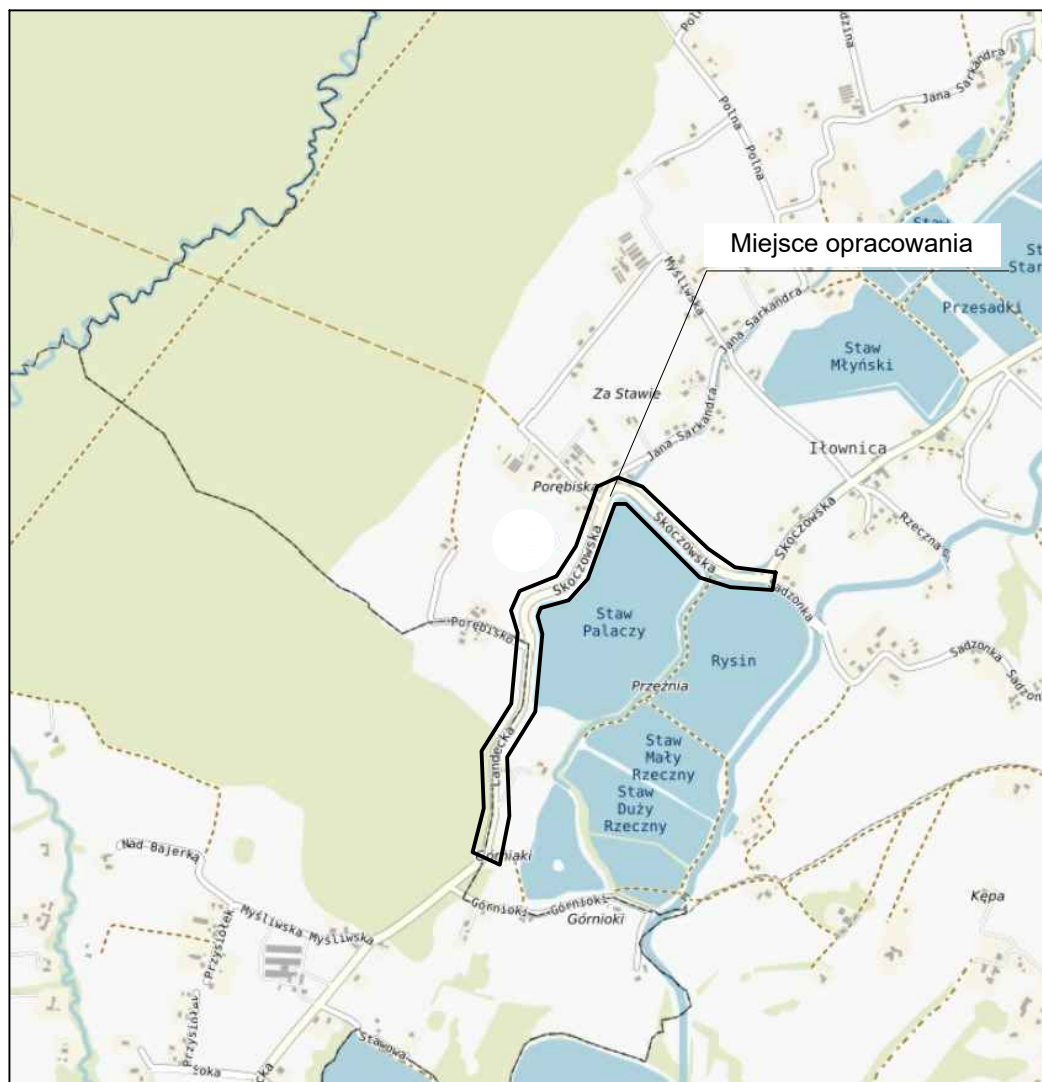 Jana Sarkandra
Polna
Polna
Miejsce opracowania
Myśliwska
Jana Sarkandra
Przesadki
Staw
Młyński
Za Stawie
Jana Sarkandra
Iłownica
Porębiska
Skoczowska
Skoczowska
Skoczowska
Rzeczna
Sadzonka
Staw
Palaczy
Porębiska
Rysin
Sadzonka
Przeźnia
Landecka
Staw
Mały
Rzeczny
Staw
Duży
Rzeczny
Nad Bajerką
Górniaki
Górnioki
Górnioki
Górnioki
Kępa
Przysiółek
Myśliwska
Myśliwska
Przysiółek
Stawowa